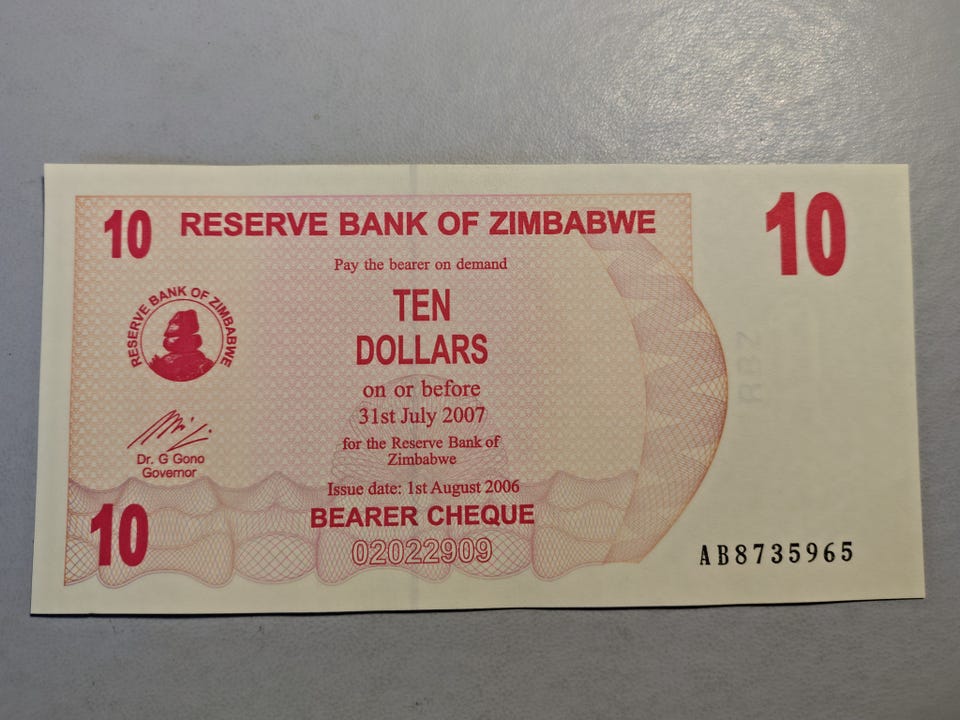 10
RESERVE BANK OF ZIMBABWE
10
Pay the bearer on demand
TEN
DOLLARS
RESERVE BANK OF ZIMBABWE
on or before
31st July 2007
for the Reserve Bank of
Zimbabwe
Dr. G Gono
Governor
Issue date: 1st August 2006
10
BEARER CHEQUE
02022909
AB8735965
RBZ